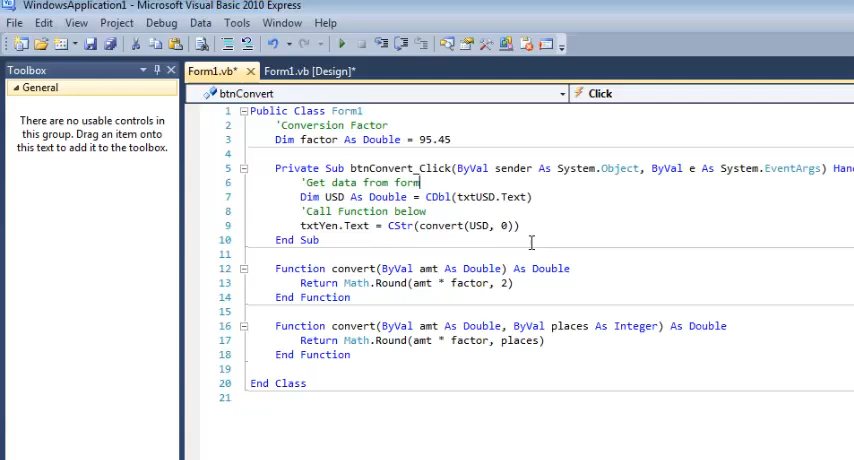 WindowsApplication1 - Microsoft Visual Basic 2010 Express
File Edit View Project Debug Data Tools Window Help
Toolbox
Form1.vb* Form1.vb [Design]*
General
btnConvert Click
There are no usable controls in
this group. Drag an item onto
this text to add it to the toolbox.
1 Public Class Form1
2 'Conversion Factor
3 Dim factor As Double = 95.45
4
5 Private Sub btnConvert_Click(ByVal sender As System.Object, ByVal e As System.EventArgs) Han
6 'Get data from form
7 Dim USD As Double = CDbl(txtUSD.Text)
8 'Call Function below
9 txtYen.Text = CStr(convert(USD, 0))
10 End Sub
11
12 Function convert(ByVal amt As Double) As Double
13 Return Math.Round(amt * factor, 2)
14 End Function
15
16 Function convert(ByVal amt As Double, ByVal places As Integer) As Double
17 Return Math.Round(amt * factor, places)
18 End Function
19
20 End Class
21